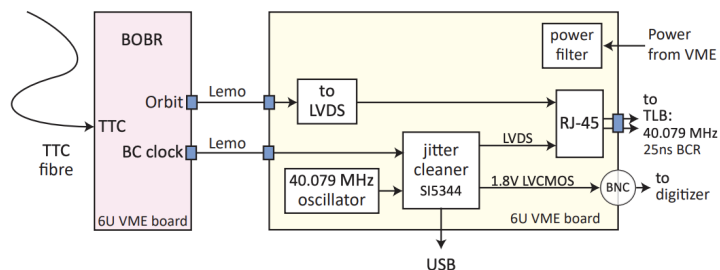 BOBR
Orbit
TTC
BC clock
6U VME board
TTC
fibre
Lemo
Lemo
to
LVDS
40.079 MHz
oscillator
jitter
cleaner
SI5344
USB
LVDS
1.8V LVCMOS
power
filter
Power
from VME
RJ-45
to
TLB:
40.079 MHz
25ns BCR
BNC
to
digitizer
6U VME board